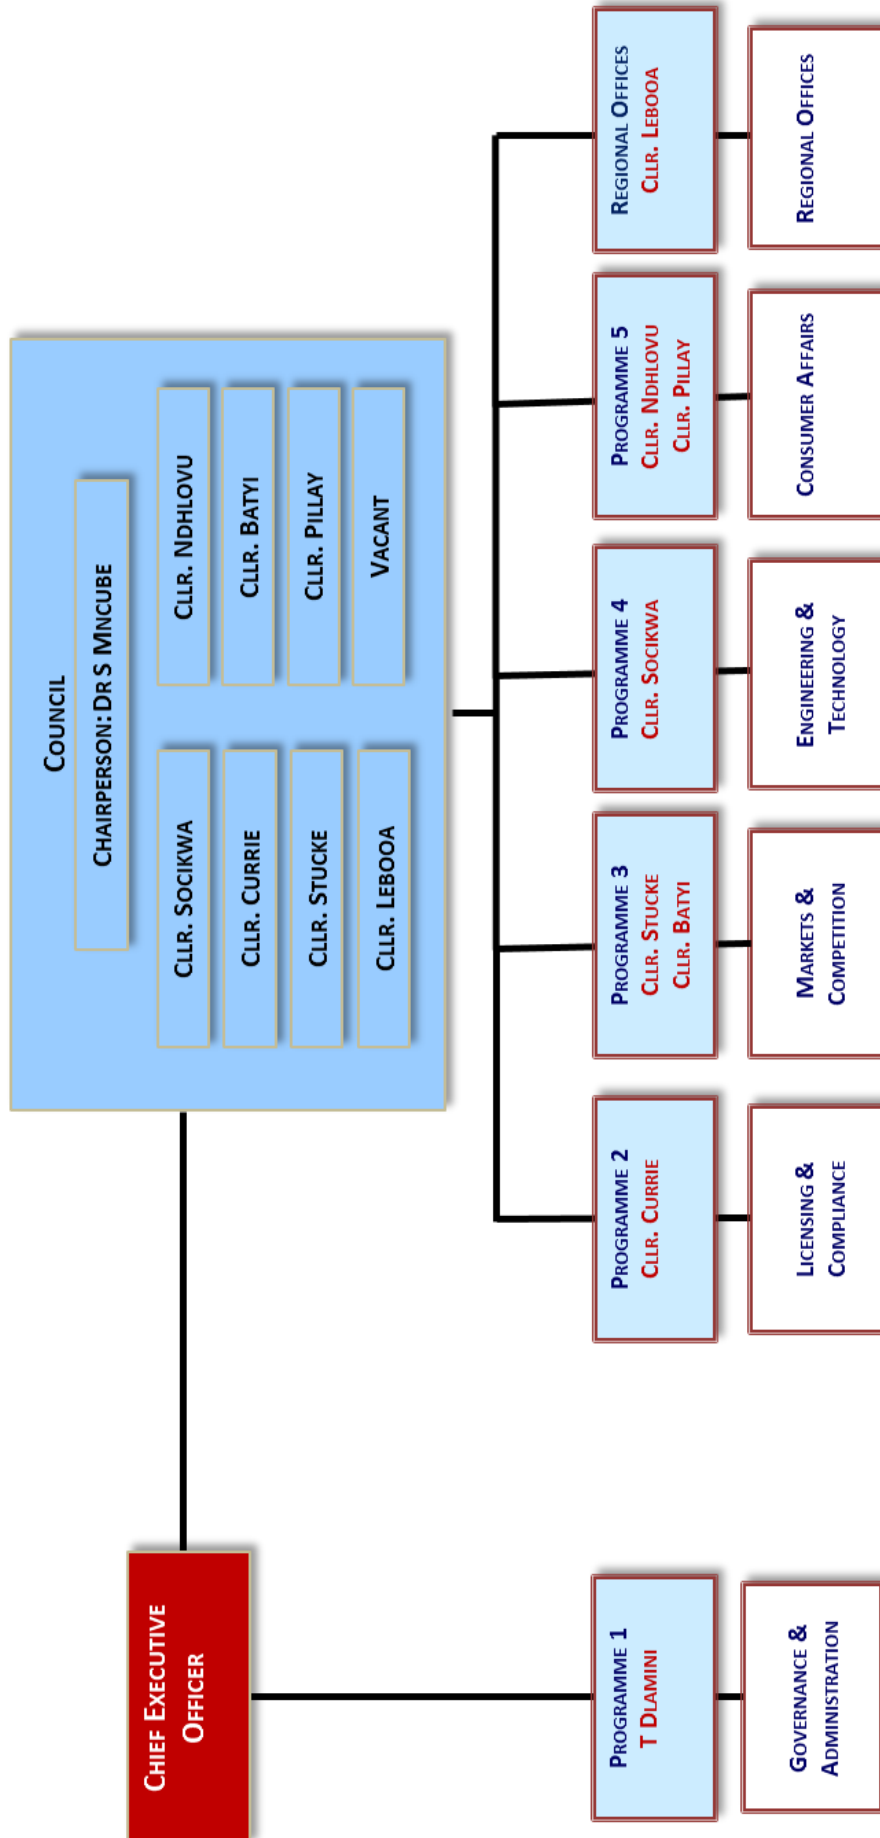 Council
Chairperson: Dr S Mncube
Cllr. Socikwa
Cllr. Currie
Cllr. Stucke
Cllr. Lebooa
Cllr. Ndhlovu
Cllr. Batyi
Cllr. Pillay
Vacant
Chief Executive
Officer
Programme 1
T Dlamini
Programme 2
Cllr. Currie
Programme 3
Cllr. Stucke
Cllr. Batyi
Programme 4
Cllr. Socikwa
Programme 5
Cllr. Ndhlovu
Cllr. Pillay
Regional Offices
Cllr. Lebooa
Governance &
Administration
Licensing &
Compliance
Markets &
Competition
Engineering &
Technology
Consumer Affairs
Regional Offices